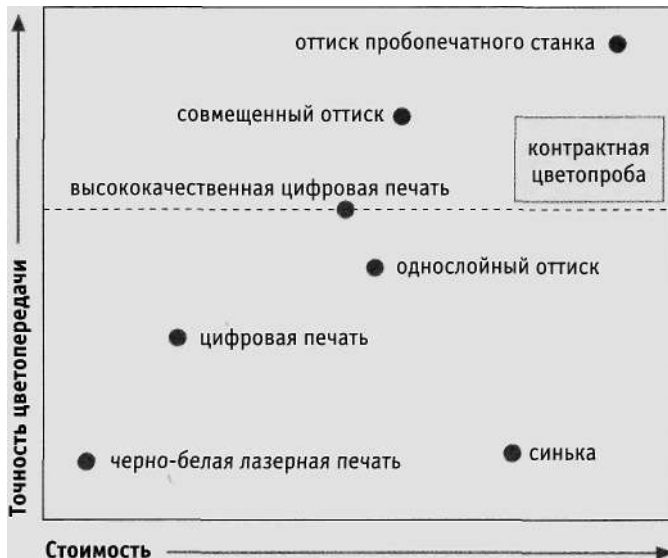 оттиск пробопечатного станка
совмещенный оттиск
контрактная
цветопроба
высококачественная цифровая печать
однослойный оттиск
цифровая печать
черно-белая лазерная печать
синька
Точность цветопередачи
Стоимость